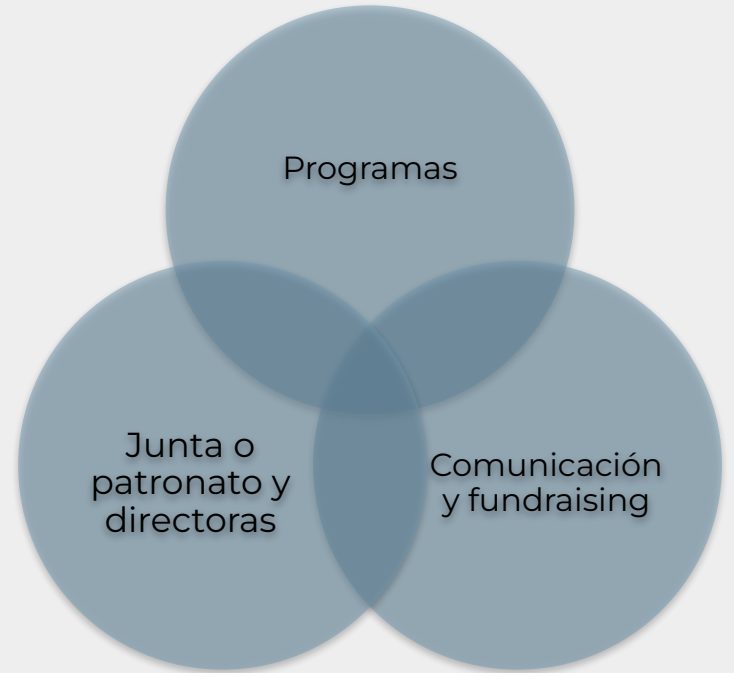 Programas
Junta o
patronato y
directoras
Comunicación
y fundraising